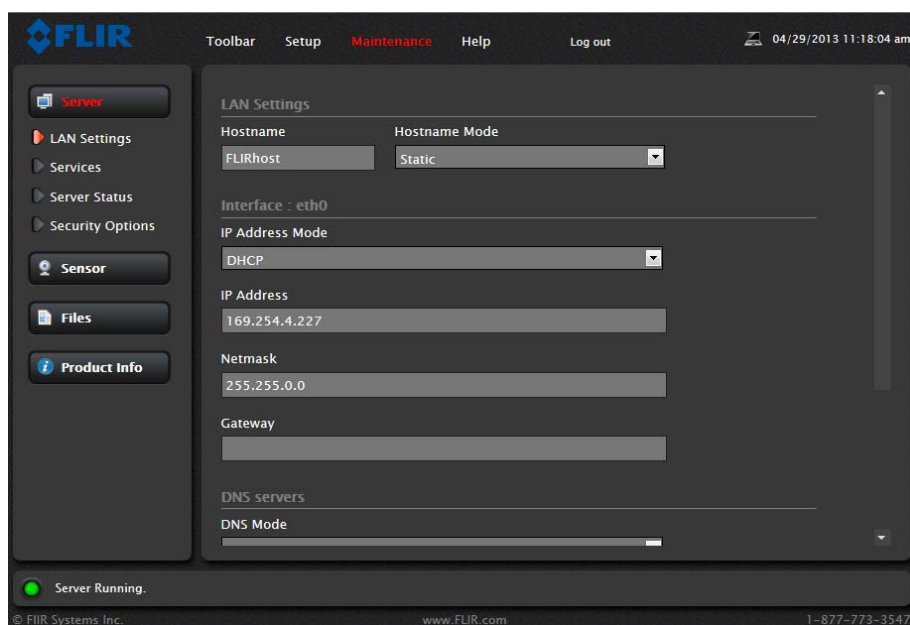 FLIR
Toolbar Setup Maintenance Help Log out 04/29/2013 11:18:04 am
Server
LAN Settings
Services
Server Status
Security Options
Sensor
Files
Product Info
LAN Settings
Hostname Hostname Mode
FLIRhost Static
Interface : eth0
IP Address Mode
DHCP
IP Address
169.254.4.227
Netmask
255.255.0.0
Gateway
DNS servers
DNS Mode
Server Running.
© FIIR Systems Inc. www.FLIR.com 1-877-773-3547